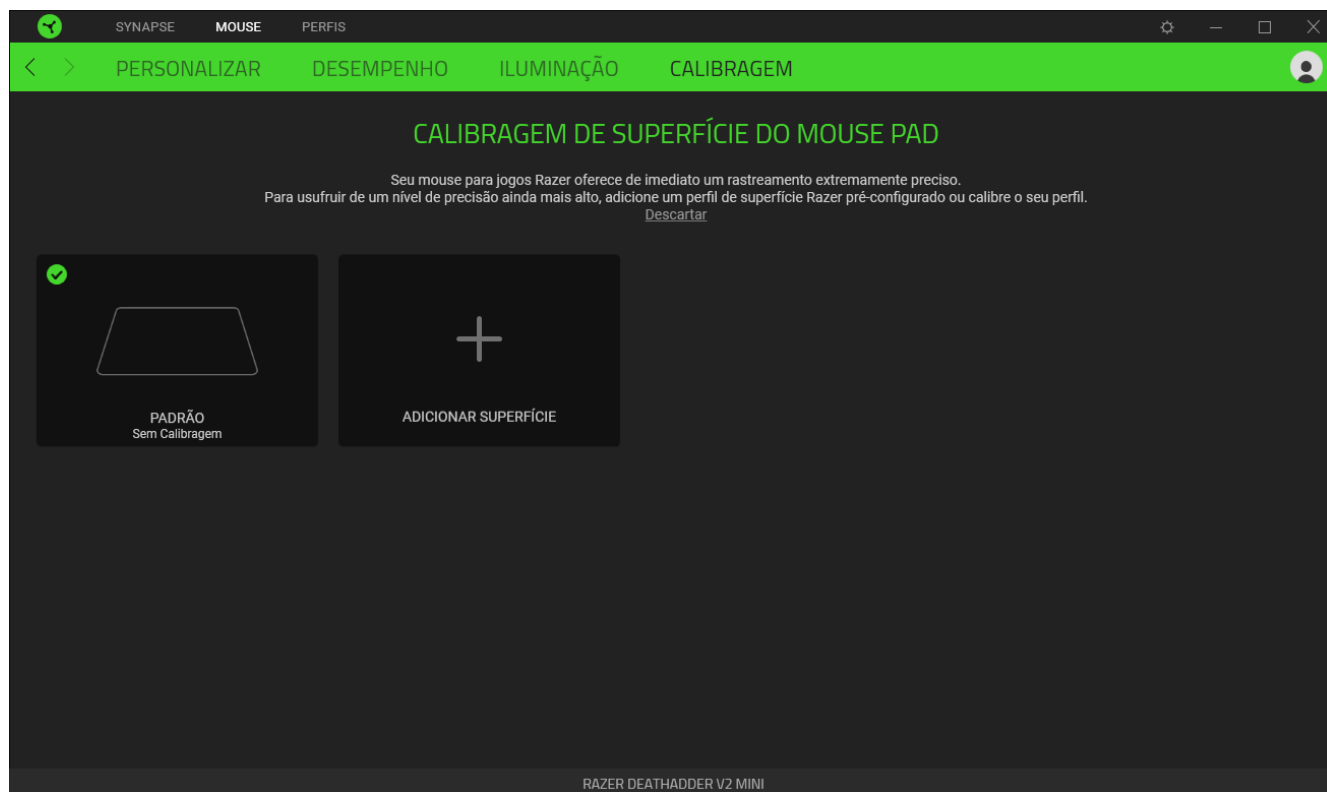 SYNAPSE MOUSE PERFIS
PERSONALIZAR DESEMPENHO ILUMINAÇÃO CALIBRAGEM
CALIBRAGEM DE SUPERFÍCIE DO MOUSE PAD
Seu mouse para jogos Razer oferece de imediato um rastreamento extremamente preciso.
Para usufruir de um nível de precisão ainda mais alto, adicione um perfil de superfície Razer pré-configurado ou calibre o seu perfil.
Descartar
PADRÃO
Sem Calibragem
ADICIONAR SUPERFÍCIE
RAZER DEATHADDER V2 MINI